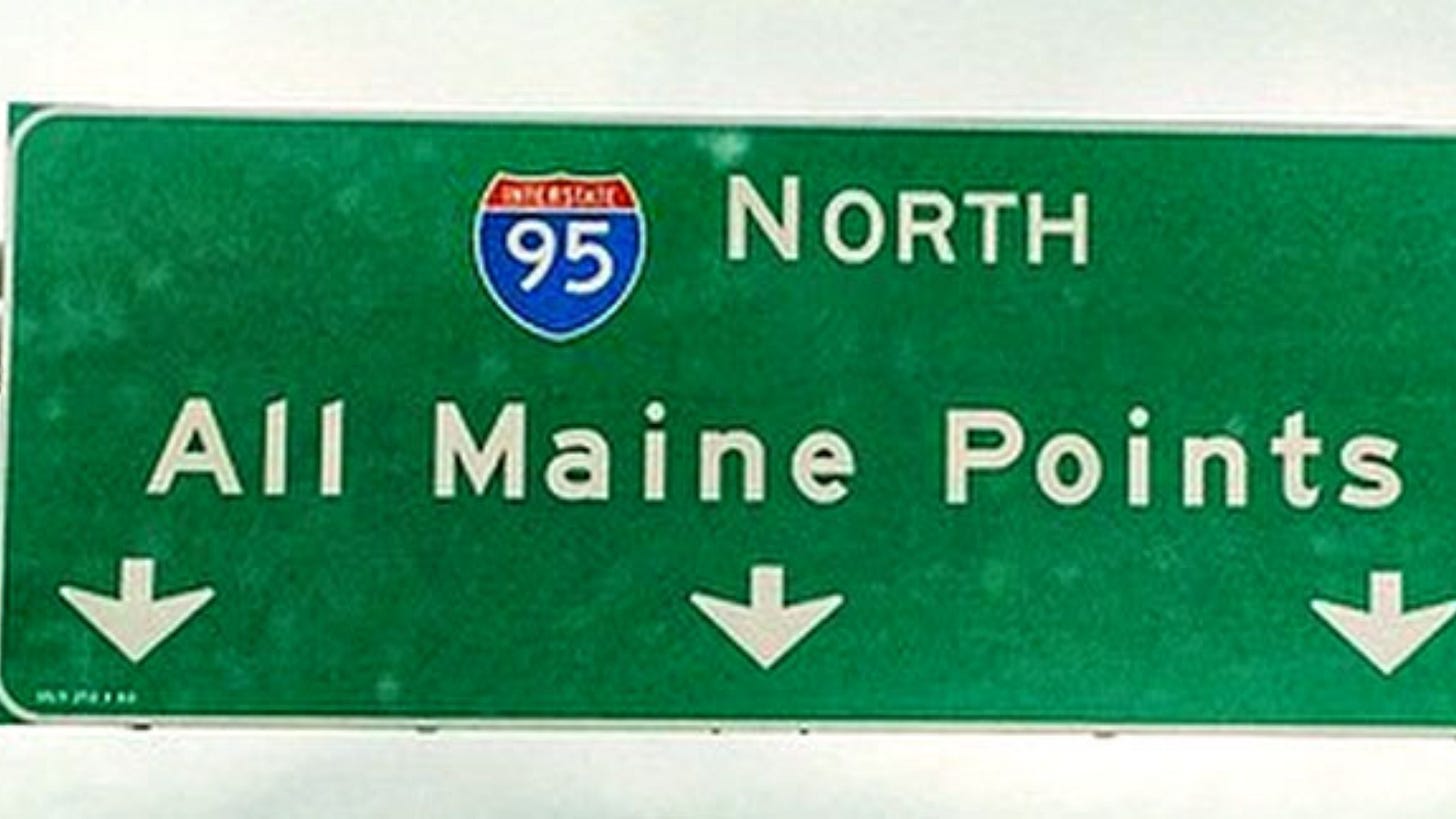 INTERSTATE
95 NORTH
All Maine Points